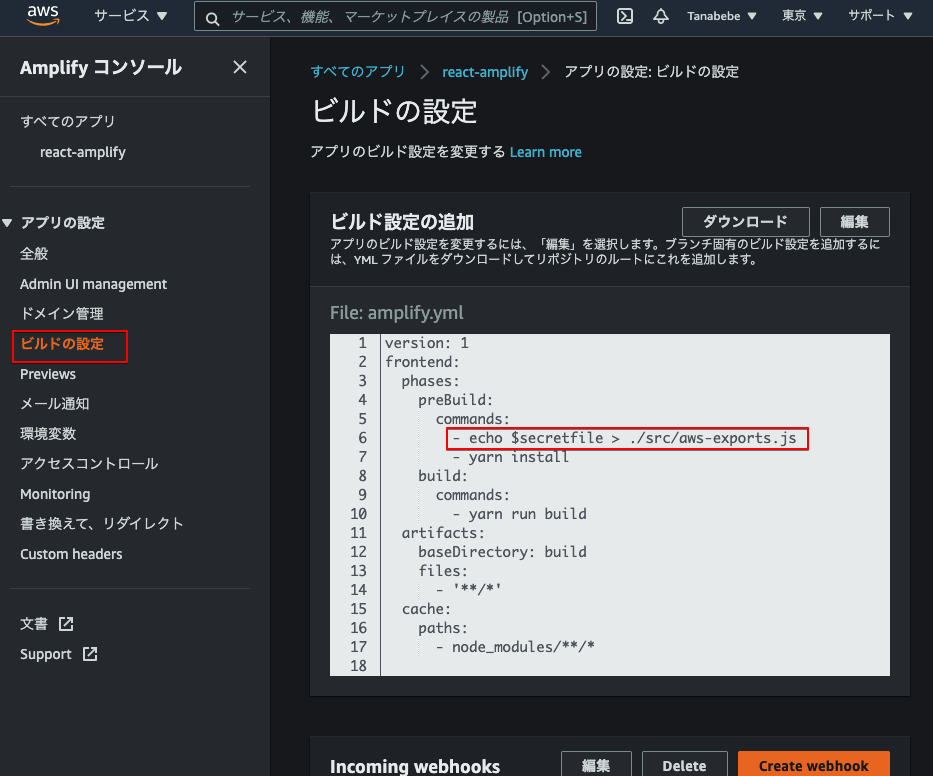 aws
サービス ▼
サービス、機能、マーケットプレイスの製品 [Option+S]
Tanabebe ▼
東京 ▼
サポート ▼
Amplify コンソール
すべてのアプリ
react-amplify
▼ アプリの設定
全般
Admin UI management
ドメイン管理
ビルドの設定
Previews
メール通知
環境変数
アクセスコントロール
Monitoring
書き換えて、リダイレクト
Custom headers
文書
Support
すべてのアプリ > react-amplify > アプリの設定: ビルドの設定
ビルドの設定
アプリのビルド設定を変更する Learn more
ビルド設定の追加
ダウンロード
編集
アプリのビルド設定を変更するには、「編集」を選択します。ブランチ固有のビルド設定を追加するに
は、YML ファイルをダウンロードしてリポジトリのルートにこれを追加します。
File: amplify.yml
1 version: 1
2 frontend:
3   phases:
4     preBuild:
5       commands:
6         - echo $secretfile > ./src/aws-exports.js
7         - yarn install
8     build:
9       commands:
10         - yarn run build
11   artifacts:
12     baseDirectory: build
13     files:
14       - '**/*'
15   cache:
16     paths:
17       - node_modules/**/*
18
Incoming webhooks
編集
Delete
Create webhook